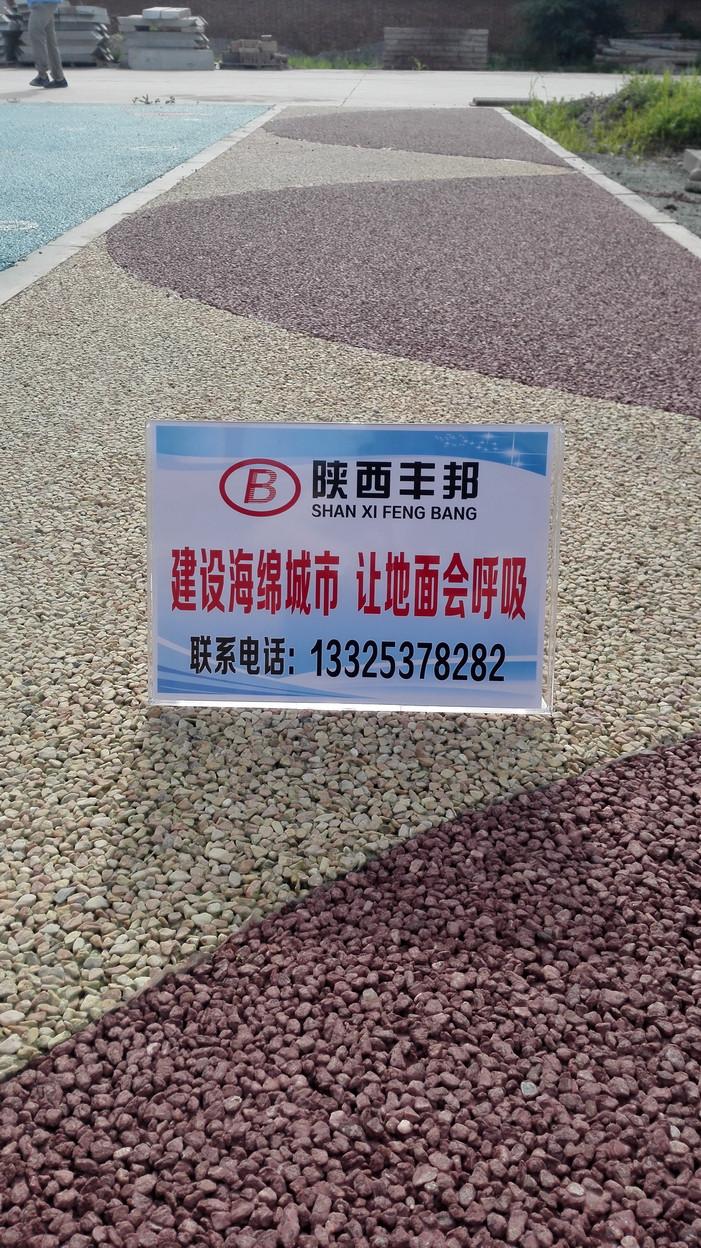 B 陕西丰邦
SHAN XI FENG BANG
建设海绵城市 让地面会呼吸
联系电话：13325378282